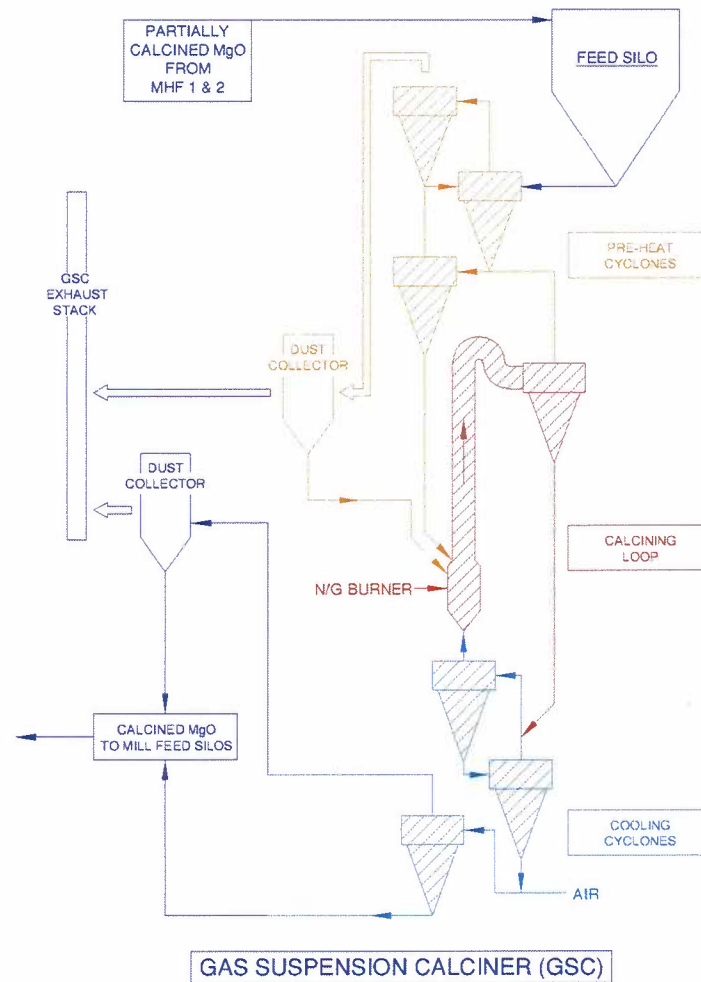 PARTIALLY
CALCINED MgO
FROM
MHF 1 & 2
FEED SILO
PRE-HEAT
CYCLONES
GSC
EXHAUST
STACK
DUST
COLLECTOR
DUST
COLLECTOR
CALCINING
LOOP
N/G BURNER
CALCINED MgO
TO MILL FEED SILOS
COOLING
CYCLONES
AIR
GAS SUSPENSION CALCINER (GSC)